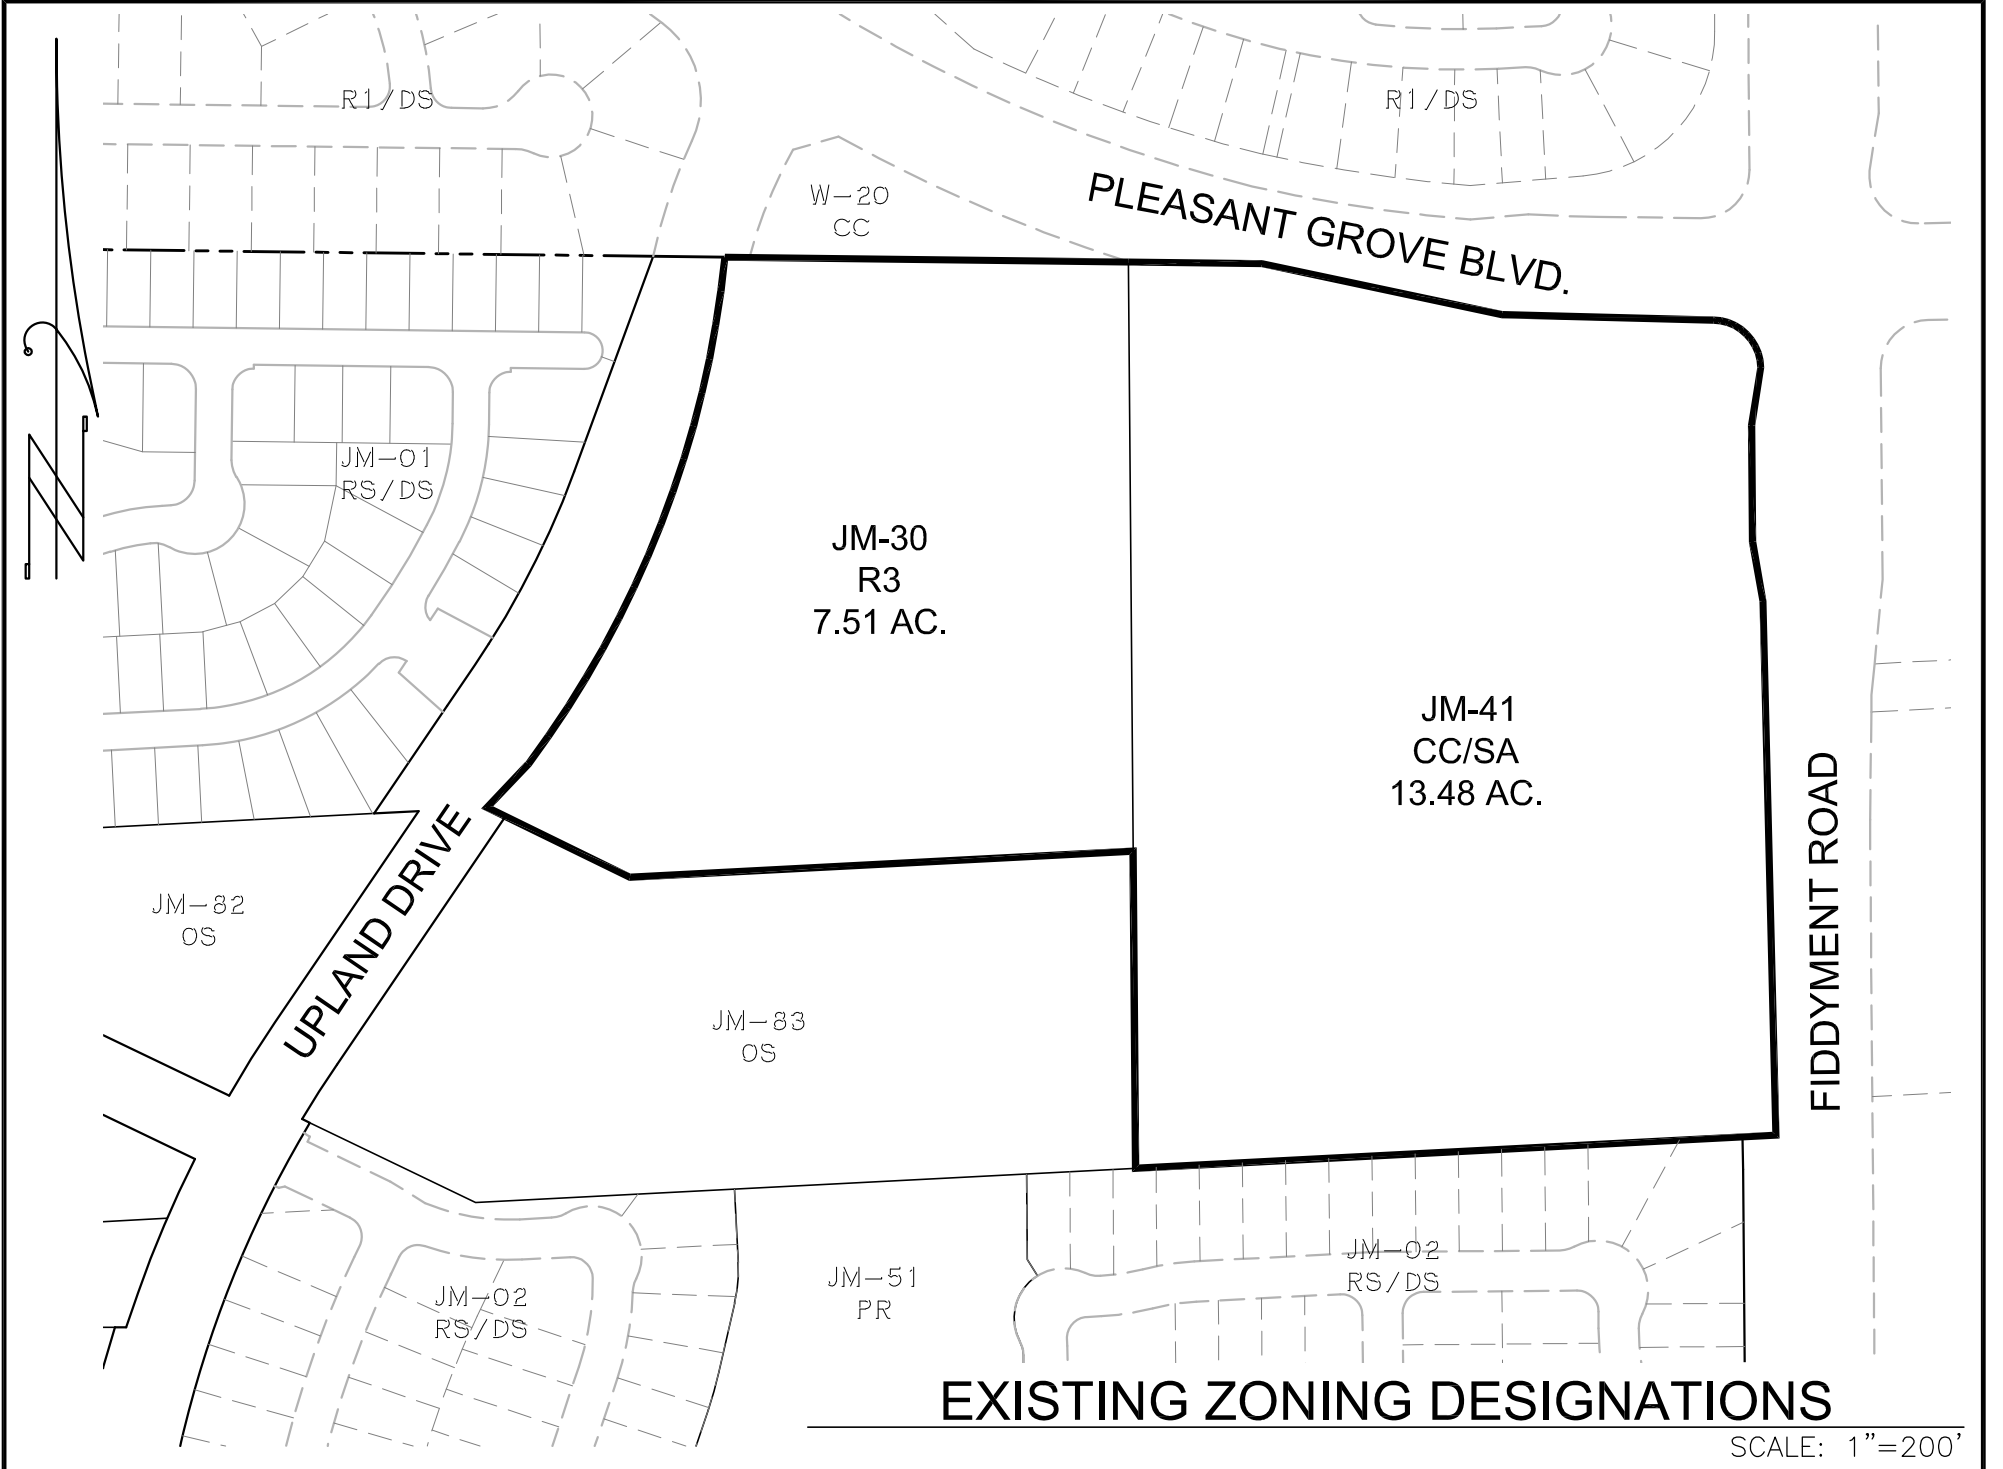 R1/DS
R1/DS
W-20
CC
PLEASANT GROVE BLVD.
JM-01
RS/DS
JM-30
R3
7.51 AC.
JM-41
CC/SA
13.48 AC.
FIDDYMENT ROAD
UPLAND DRIVE
JM-82
OS
JM-83
OS
JM-02
RS/DS
JM-51
PR
JM-02
RS/DS
N
EXISTING ZONING DESIGNATIONS
SCALE: 1"=200'